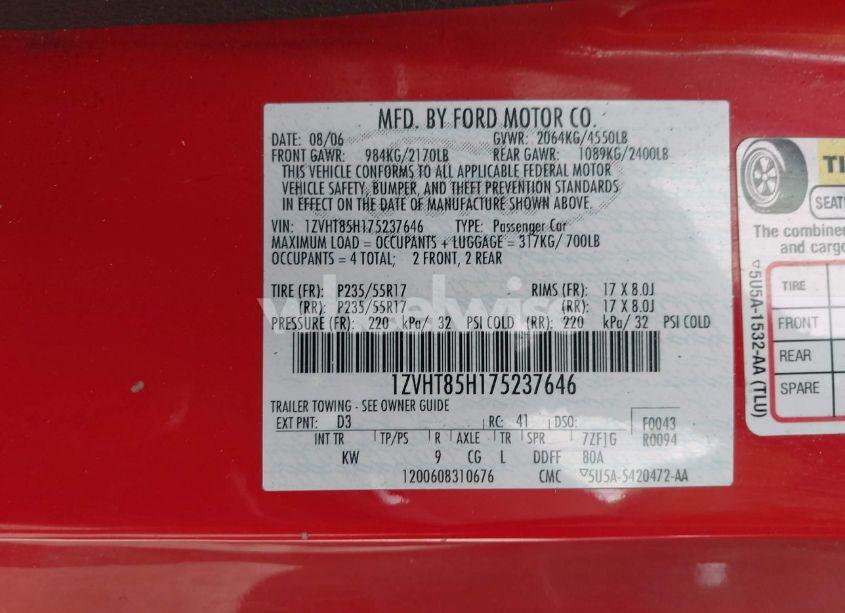 MFD. BY FORD MOTOR CO.
DATE: 08/06 GVWR: 2064KG/4550LB
FRONT GAWR: 984KG/2170LB REAR GAWR: 1089KG/2400LB
THIS VEHICLE CONFORMS TO ALL APPLICABLE FEDERAL MOTOR
VEHICLE SAFETY, BUMPER, AND THEFT PREVENTION STANDARDS
IN EFFECT ON THE DATE OF MANUFACTURE SHOWN ABOVE.
VIN: 1ZVHT85H175237646 TYPE: Passenger Car
MAXIMUM LOAD = OCCUPANTS + LUGGAGE = 317KG/ 700LB
OCCUPANTS = 4 TOTAL; 2 FRONT, 2 REAR
TIRE (FR): P235/55R17 RIMS (FR): 17 X 8.0J
(RR): P235/55R17 (RR): 17 X 8.0J
PRESSURE (FR): 220 kPa/ 32 PSI COLD (RR): 220 kPa/ 32 PSI COLD
1ZVHT85H175237646
TRAILER TOWING - SEE OWNER GUIDE
EXT PNT: D3 RC: 41 DSO: F0043
INT TR TP/PS R AXLE TR SPR 7ZFJG R0094
KW 9 CG L DDFF 80A
1200608310676 CMC ▽5U5A-5420472-AA
▽5U5A-1532-AA (TLU)
TI
SEATI
The combined
and cargo
TIRE
FRONT
REAR
SPARE